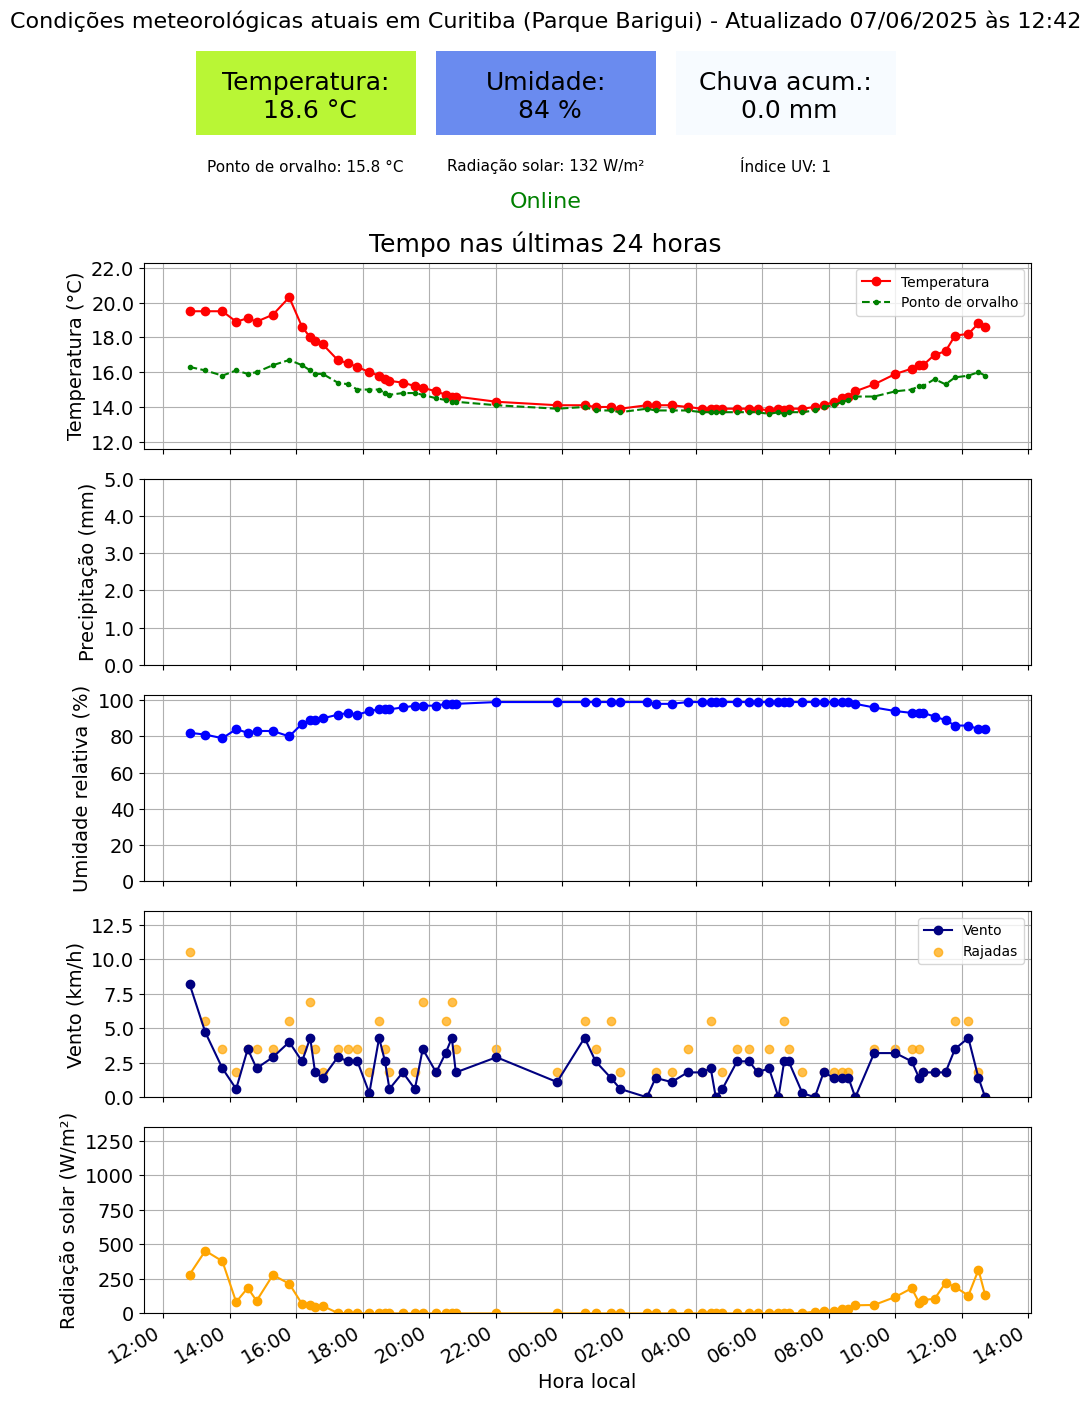 Condições meteorológicas atuais em Curitiba (Parque Barigui) - Atualizado 07/06/2025 às 12:42
Temperatura:
18.6 °C
Umidade:
84 %
Chuva acum.:
0.0 mm
Ponto de orvalho: 15.8 °C
Radiação solar: 132 W/m²
Índice UV: 1
Online
Tempo nas últimas 24 horas
Temperatura (°C)
22.0
20.0
18.0
16.0
14.0
12.0
Temperatura
Ponto de orvalho
Precipitação (mm)
5.0
4.0
3.0
2.0
1.0
0.0
Umidade relativa (%)
100
80
60
40
20
0
Vento (km/h)
12.5
10.0
7.5
5.0
2.5
0.0
Vento
Rajadas
Radiação solar (W/m²)
1250
1000
750
500
250
0
12:00
14:00
16:00
18:00
20:00
22:00
00:00
02:00
04:00
06:00
08:00
10:00
12:00
14:00
Hora local